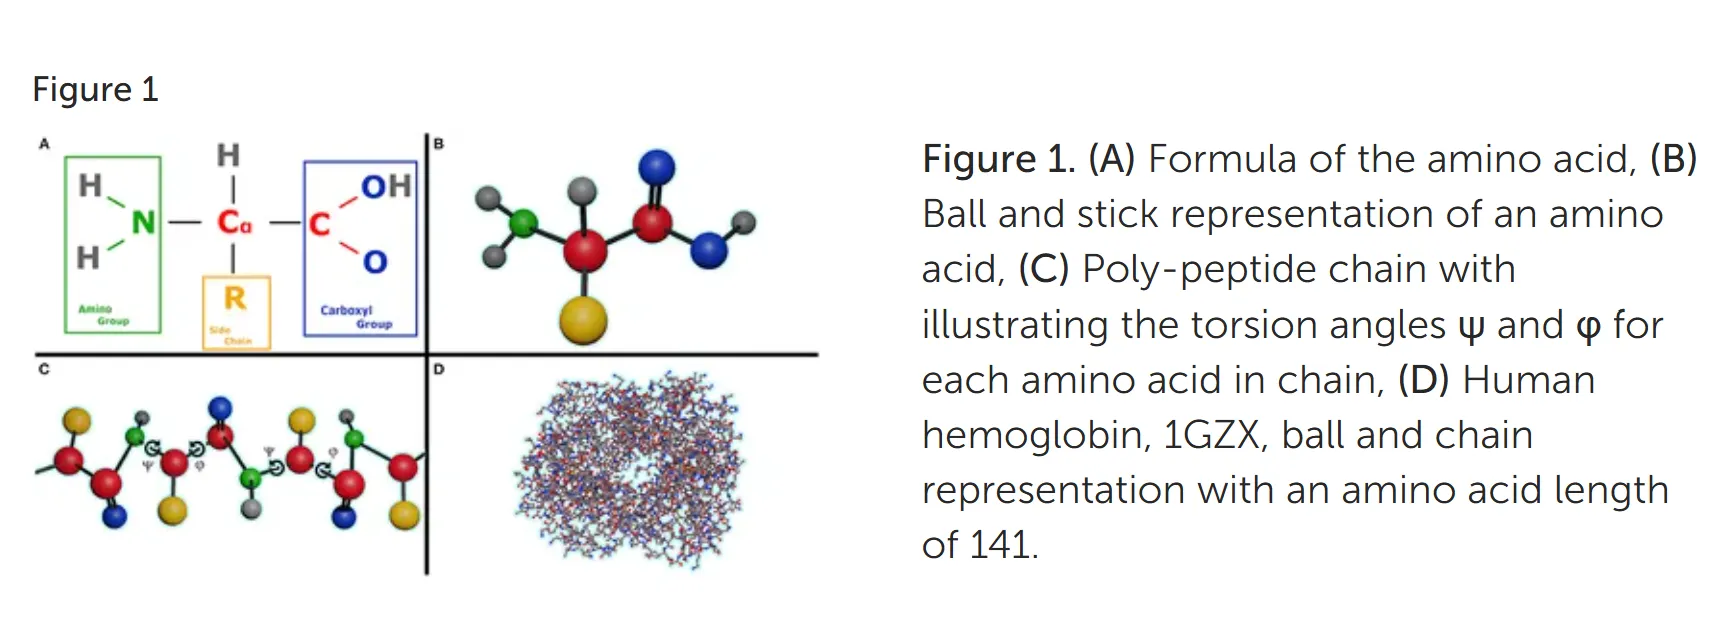 Figure 1
A
H
H
OH
N
Cα
C
H
O
R
Amino
Group
Side
Chain
Carboxyl
Group
B
C
ψ
φ
ψ
φ
D
Figure 1. (A) Formula of the amino acid, (B)
Ball and stick representation of an amino
acid, (C) Poly-peptide chain with
illustrating the torsion angles ψ and φ for
each amino acid in chain, (D) Human
hemoglobin, 1GZX, ball and chain
representation with an amino acid length
of 141.